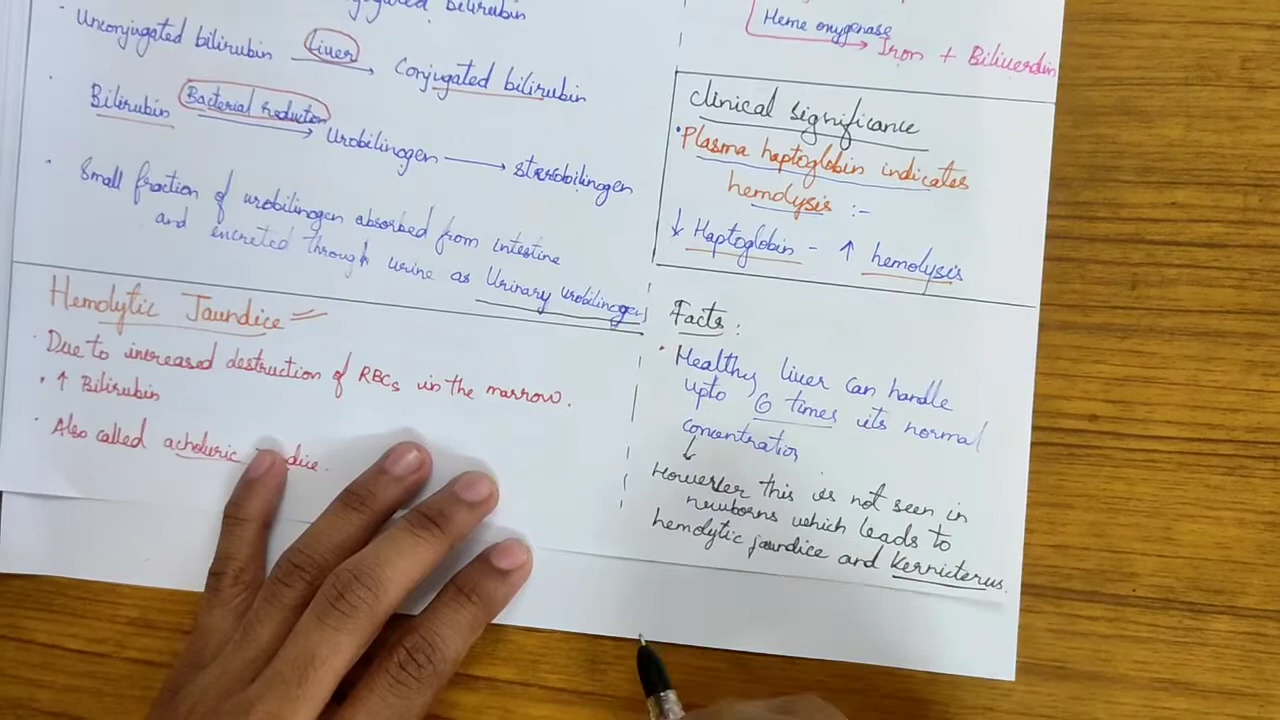 conjugated bilirubin
Unconjugated bilirubin Liver → Conjugated bilirubin
Bilirubin Bacterial reduction → Urobilinogen → stercobilinogen
Small fraction of urobilinogen absorbed from intestine
and excreted through urine as Urinary urobilinogen
Hemolytic Jaundice
• Due to increased destruction of RBCs in the marrow.
• ↑ Bilirubin
• Also called acholuric
dice.
Heme oxygenase
→ Iron + Biliverdin
Clinical significance
• Plasma haptoglobin indicates
hemolysis :-
↓ Haptoglobin - ↑ hemolysis
Facts :
• Healthy liver can handle
upto 6 times its normal
concentration
↓
However this is not seen in
newborns which leads to
hemolytic jaundice and Kernicterus.